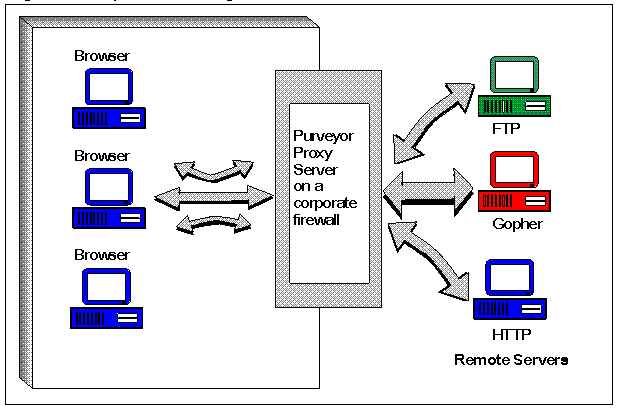 Browser
Browser
Browser
Purveyor
Proxy
Server
on a
corporate
firewall
FTP
Gopher
HTTP
Remote Servers